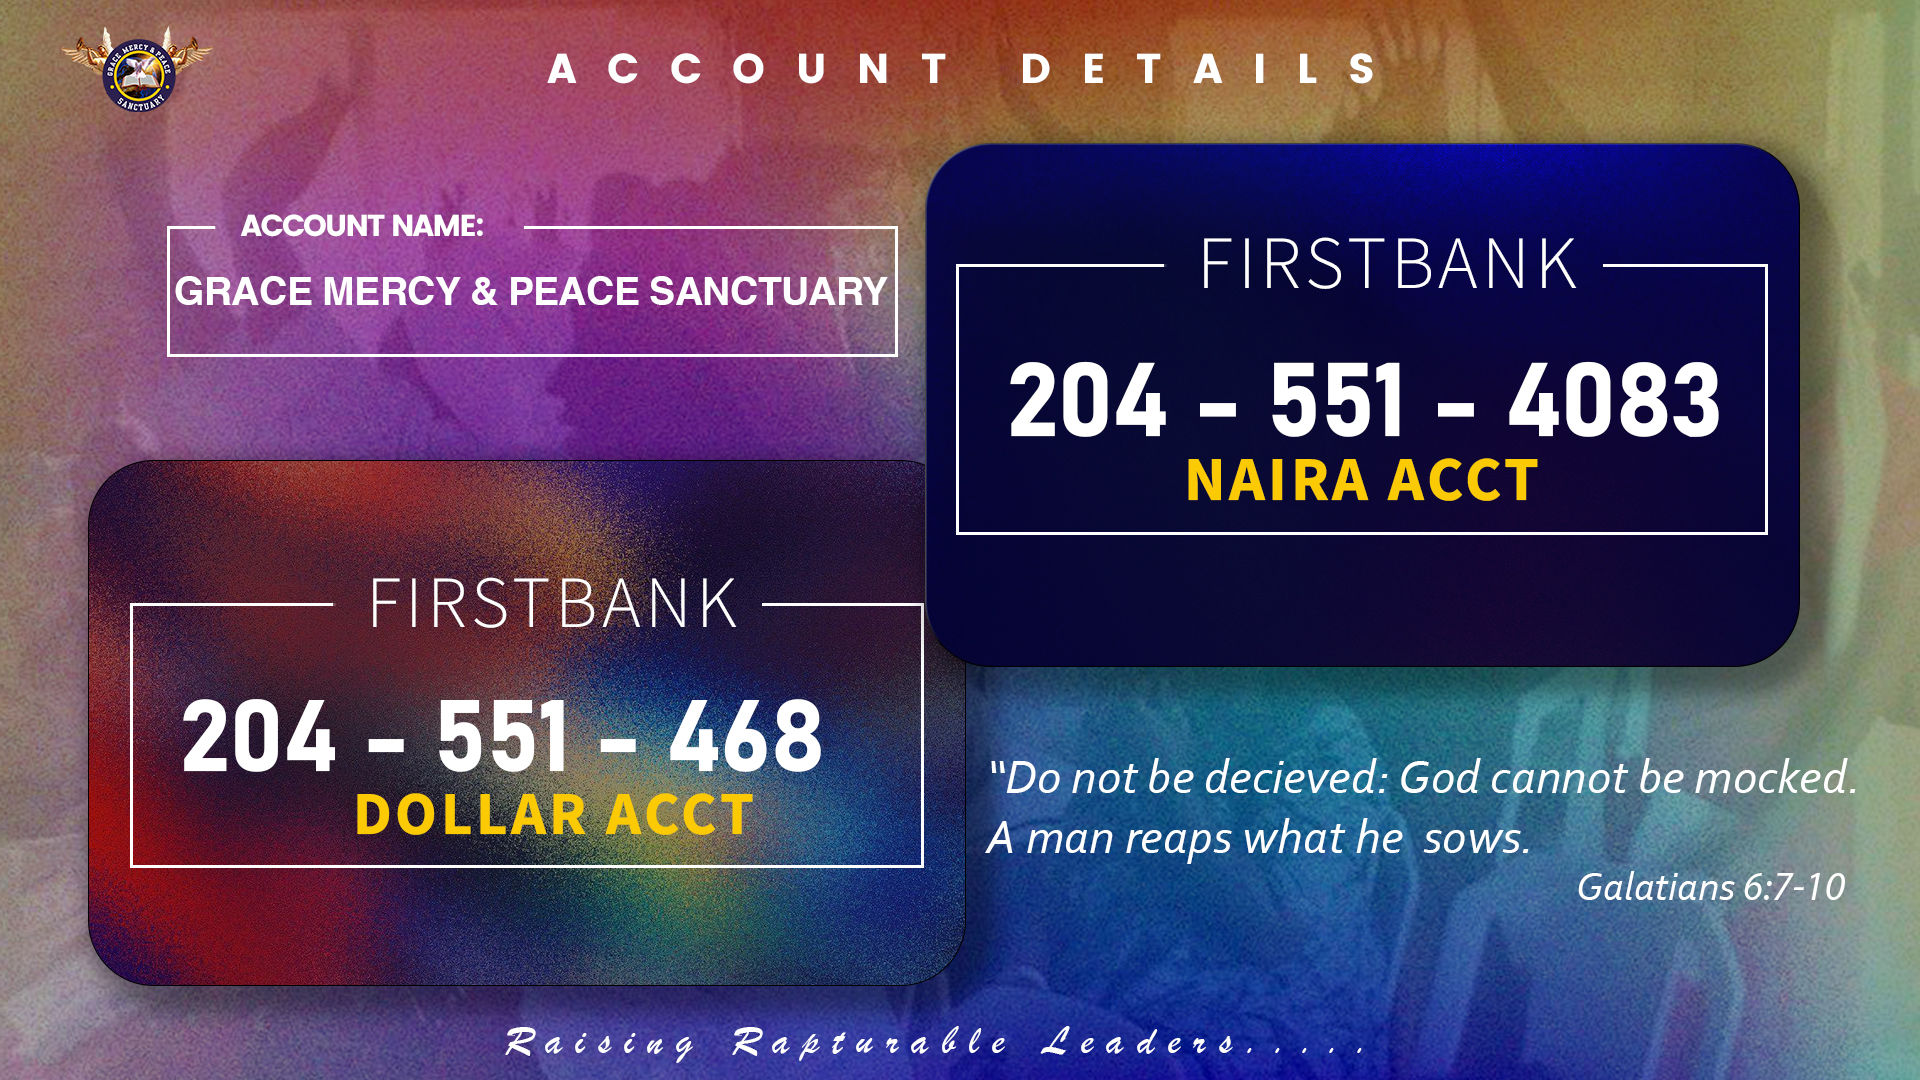 GRACE MERCY & PEACE
SANCTUARY
ACCOUNT DETAILS
ACCOUNT NAME:
GRACE MERCY & PEACE SANCTUARY
FIRSTBANK
204 - 551 - 4083
NAIRA ACCT
FIRSTBANK
204 - 551 - 468
DOLLAR ACCT
“Do not be decieved: God cannot be mocked.
A man reaps what he sows.
Galatians 6:7-10
Raising Rapturable Leaders.....